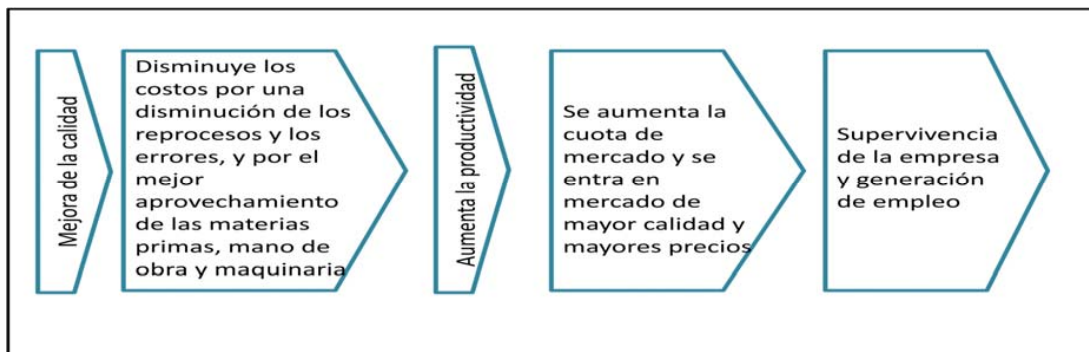 Mejora de la calidad
Disminuye los
costos por una
disminución de los
reprocesos y los
errores, y por el
mejor
aprovechamiento
de las materias
primas, mano de
obra y maquinaria
Aumenta la productividad
Se aumenta la
cuota de
mercado y se
entra en
mercado de
mayor calidad y
mayores precios
Supervivencia
de la empresa
y generación
de empleo